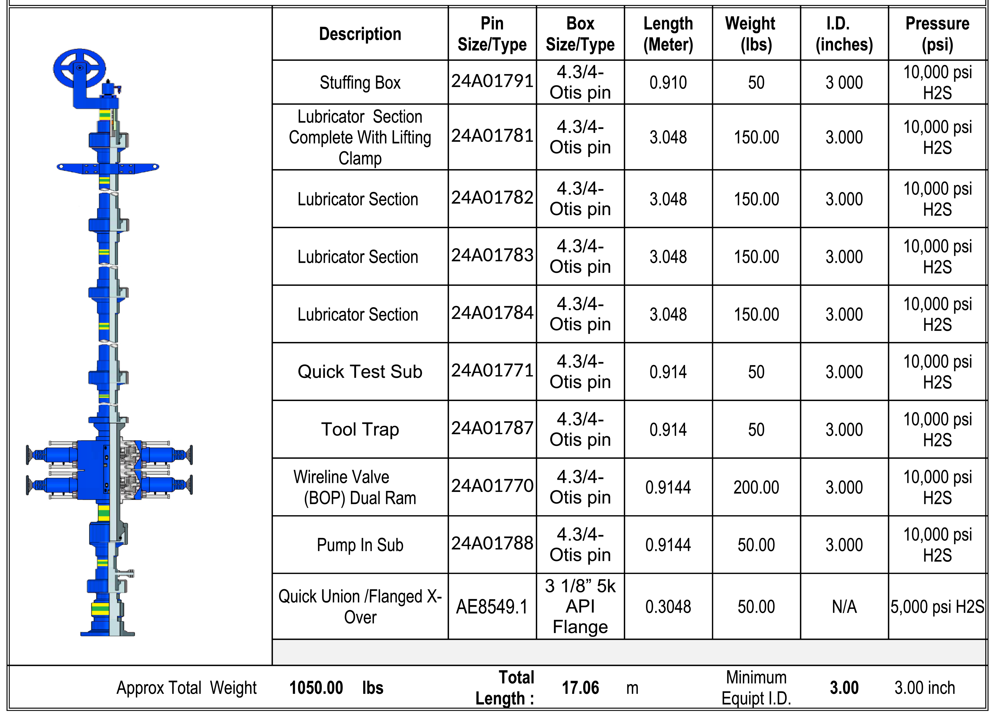 Description
Pin
Size/Type
Box
Size/Type
Length
(Meter)
Weight
(lbs)
I.D.
(inches)
Pressure
(psi)
Stuffing Box
24A01791
4.3/4-
Otis pin
0.910
50
3 000
10,000 psi
H2S
Lubricator Section
Complete With Lifting
Clamp
24A01781
4.3/4-
Otis pin
3.048
150.00
3.000
10,000 psi
H2S
Lubricator Section
24A01782
4.3/4-
Otis pin
3.048
150.00
3.000
10,000 psi
H2S
Lubricator Section
24A01783
4.3/4-
Otis pin
3.048
150.00
3.000
10,000 psi
H2S
Lubricator Section
24A01784
4.3/4-
Otis pin
3.048
150.00
3.000
10,000 psi
H2S
Quick Test Sub
24A01771
4.3/4-
Otis pin
0.914
50
3.000
10,000 psi
H2S
Tool Trap
24A01787
4.3/4-
Otis pin
0.914
50
3.000
10,000 psi
H2S
Wireline Valve
(BOP) Dual Ram
24A01770
4.3/4-
Otis pin
0.9144
200.00
3.000
10,000 psi
H2S
Pump In Sub
24A01788
4.3/4-
Otis pin
0.9144
50.00
3.000
10,000 psi
H2S
Quick Union /Flanged X-
Over
AE8549.1
3 1/8” 5k
API
Flange
0.3048
50.00
N/A
5,000 psi H2S
Approx Total Weight
1050.00 lbs
Total
Length :
17.06 m
Minimum
Equipt I.D.
3.00
3.00 inch